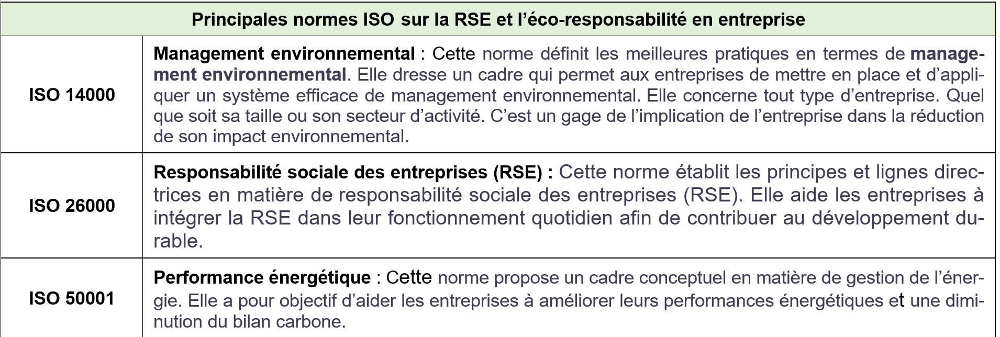 Principales normes ISO sur la RSE et l’éco-responsabilité en entreprise
ISO 14000
Management environnemental : Cette norme définit les meilleures pratiques en termes de manage-
ment environnemental. Elle dresse un cadre qui permet aux entreprises de mettre en place et d’appli-
quer un système efficace de management environnemental. Elle concerne tout type d’entreprise. Quel
que soit sa taille ou son secteur d’activité. C’est un gage de l’implication de l’entreprise dans la réduction
de son impact environnemental.
ISO 26000
Responsabilité sociale des entreprises (RSE) : Cette norme établit les principes et lignes direc-
trices en matière de responsabilité sociale des entreprises (RSE). Elle aide les entreprises à
intégrer la RSE dans leur fonctionnement quotidien afin de contribuer au développement du-
rable.
ISO 50001
Performance énergétique : Cette norme propose un cadre conceptuel en matière de gestion de l’éner-
gie. Elle a pour objectif d’aider les entreprises à améliorer leurs performances énergétiques et une dimi-
nution du bilan carbone.